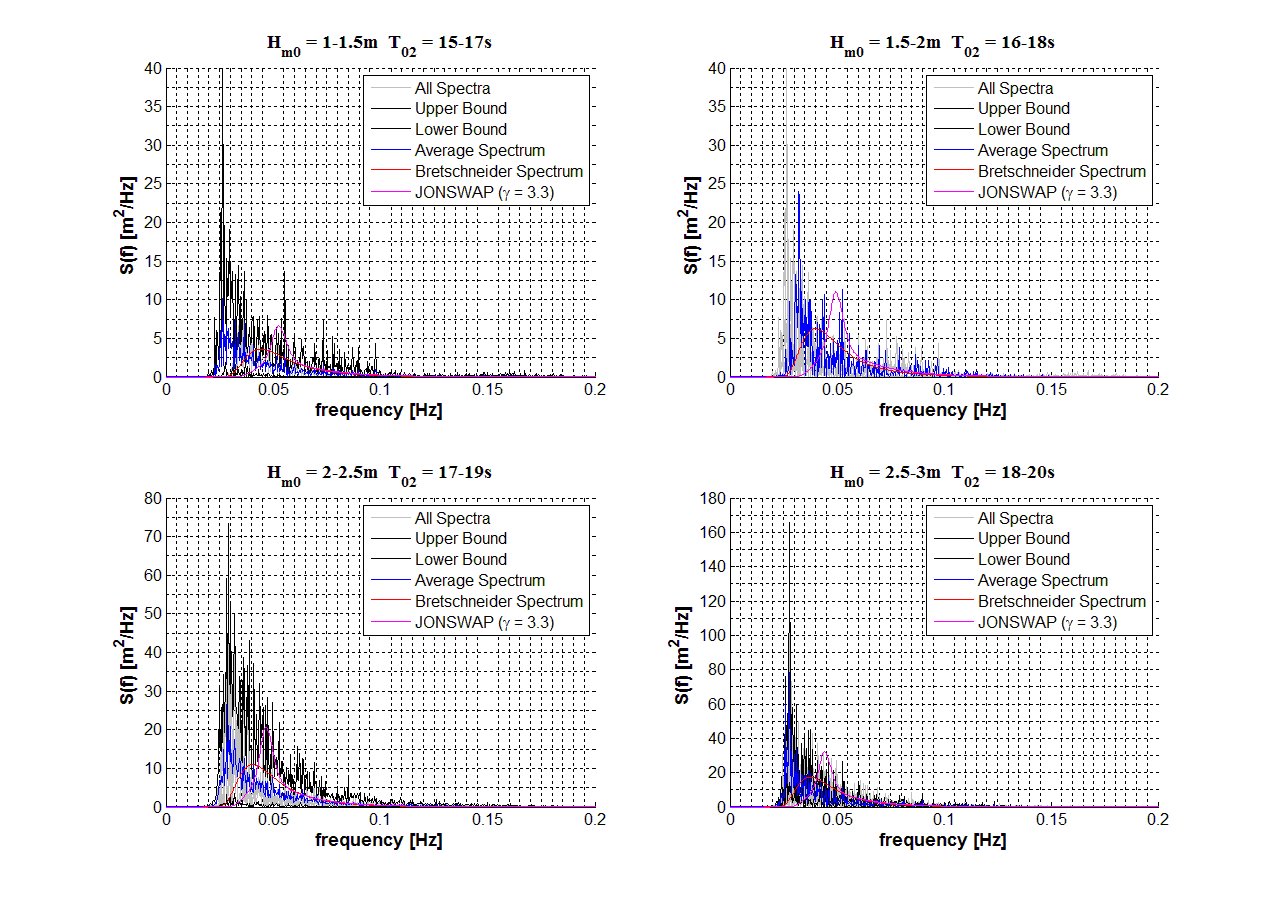 H_m0 = 1-1.5m T_02 = 15-17s
40
35
30
25
20
15
10
5
0
S(f) [m²/Hz]
All Spectra
Upper Bound
Lower Bound
Average Spectrum
Bretschneider Spectrum
JONSWAP (γ = 3.3)
0 0.05 0.1 0.15 0.2
frequency [Hz]
H_m0 = 1.5-2m T_02 = 16-18s
40
35
30
25
20
15
10
5
0
S(f) [m²/Hz]
All Spectra
Upper Bound
Lower Bound
Average Spectrum
Bretschneider Spectrum
JONSWAP (γ = 3.3)
0 0.05 0.1 0.15 0.2
frequency [Hz]
H_m0 = 2-2.5m T_02 = 17-19s
80
70
60
50
40
30
20
10
0
S(f) [m²/Hz]
All Spectra
Upper Bound
Lower Bound
Average Spectrum
Bretschneider Spectrum
JONSWAP (γ = 3.3)
0 0.05 0.1 0.15 0.2
frequency [Hz]
H_m0 = 2.5-3m T_02 = 18-20s
180
160
140
120
100
80
60
40
20
0
S(f) [m²/Hz]
All Spectra
Upper Bound
Lower Bound
Average Spectrum
Bretschneider Spectrum
JONSWAP (γ = 3.3)
0 0.05 0.1 0.15 0.2
frequency [Hz]